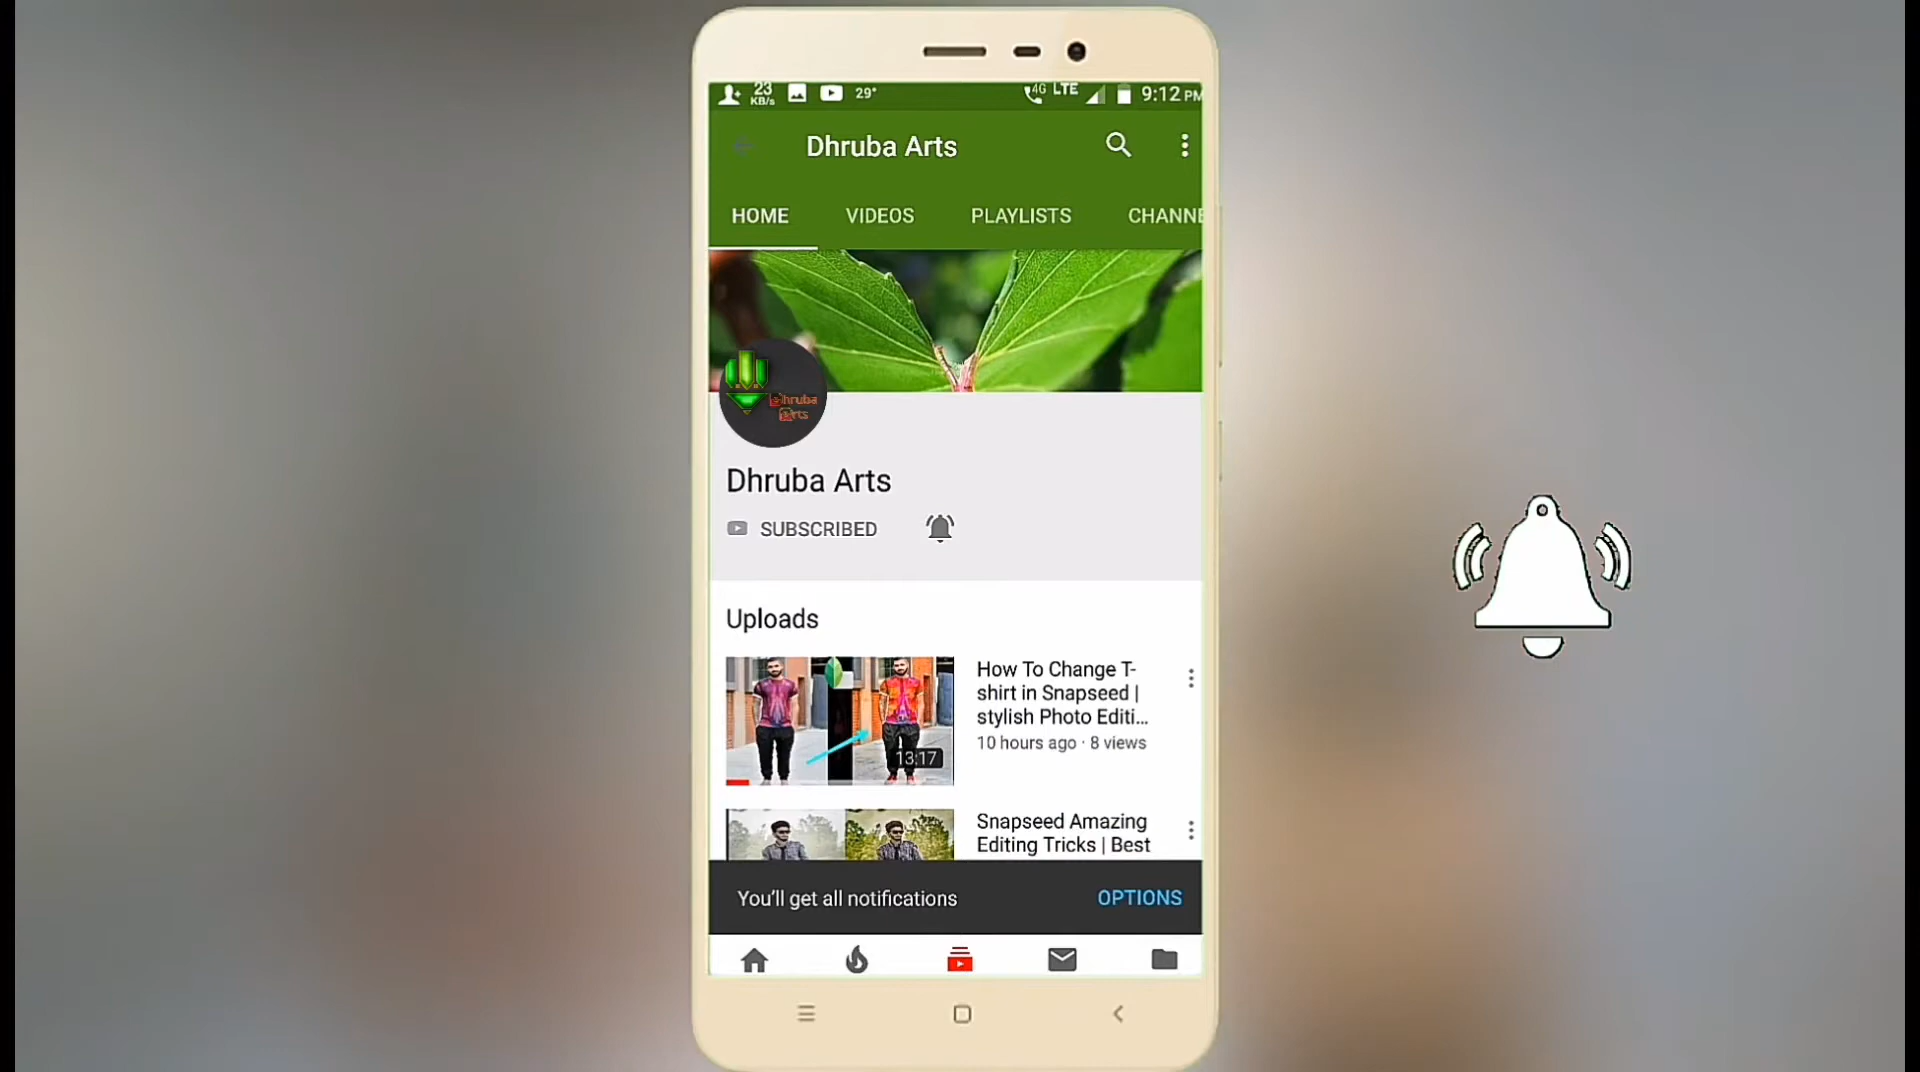 23
KB/s
29°
4G LTE
9:12 PM
Dhruba Arts
HOME VIDEOS PLAYLISTS CHANNE
Dhruba
Arts
Dhruba Arts
SUBSCRIBED
Uploads
How To Change T-
shirt in Snapseed |
stylish Photo Editi...
10 hours ago · 8 views
13:17
Snapseed Amazing
Editing Tricks | Best
You'll get all notifications OPTIONS